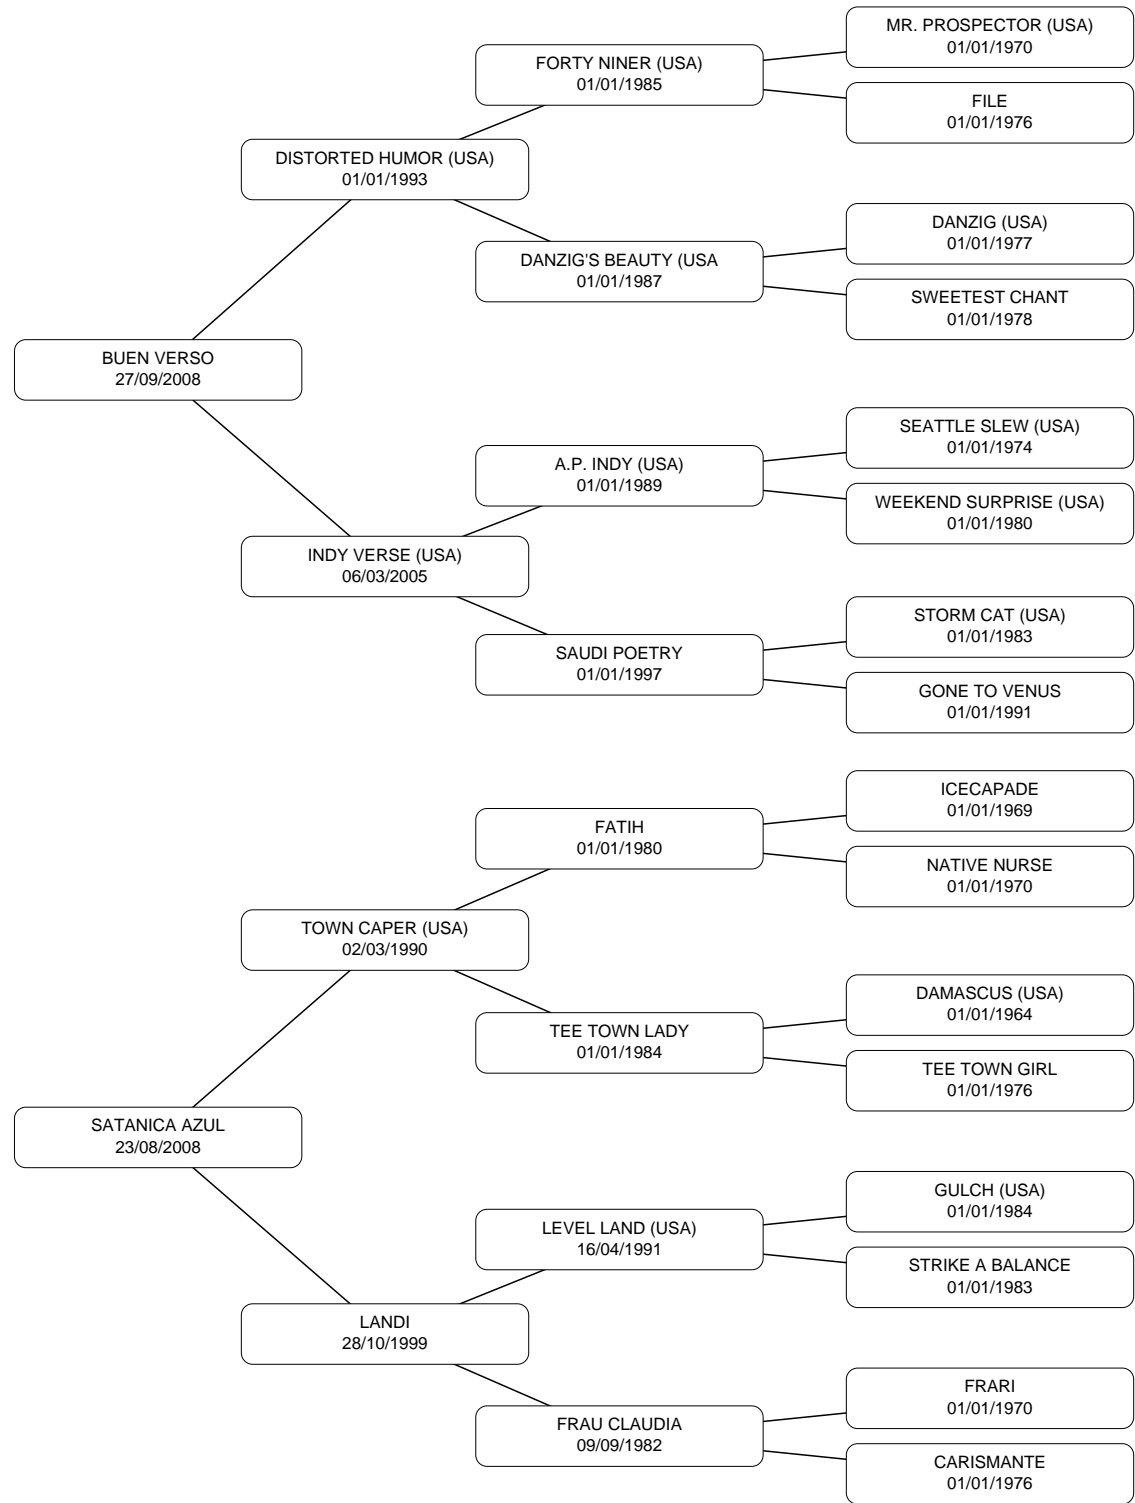 MR. PROSPECTOR (USA)
01/01/1970
FORTY NINER (USA)
01/01/1985
FILE
01/01/1976
DISTORTED HUMOR (USA)
01/01/1993
DANZIG (USA)
01/01/1977
DANZIG'S BEAUTY (USA
01/01/1987
SWEETEST CHANT
01/01/1978
BUEN VERSO
27/09/2008
SEATTLE SLEW (USA)
01/01/1974
A.P. INDY (USA)
01/01/1989
WEEKEND SURPRISE (USA)
01/01/1980
INDY VERSE (USA)
06/03/2005
STORM CAT (USA)
01/01/1983
SAUDI POETRY
01/01/1997
GONE TO VENUS
01/01/1991
ICECAPADE
01/01/1969
FATIH
01/01/1980
NATIVE NURSE
01/01/1970
TOWN CAPER (USA)
02/03/1990
DAMASCUS (USA)
01/01/1964
TEE TOWN LADY
01/01/1984
TEE TOWN GIRL
01/01/1976
SATANICA AZUL
23/08/2008
GULCH (USA)
01/01/1984
LEVEL LAND (USA)
16/04/1991
STRIKE A BALANCE
01/01/1983
LANDI
28/10/1999
FRARI
01/01/1970
FRAU CLAUDIA
09/09/1982
CARISMANTE
01/01/1976